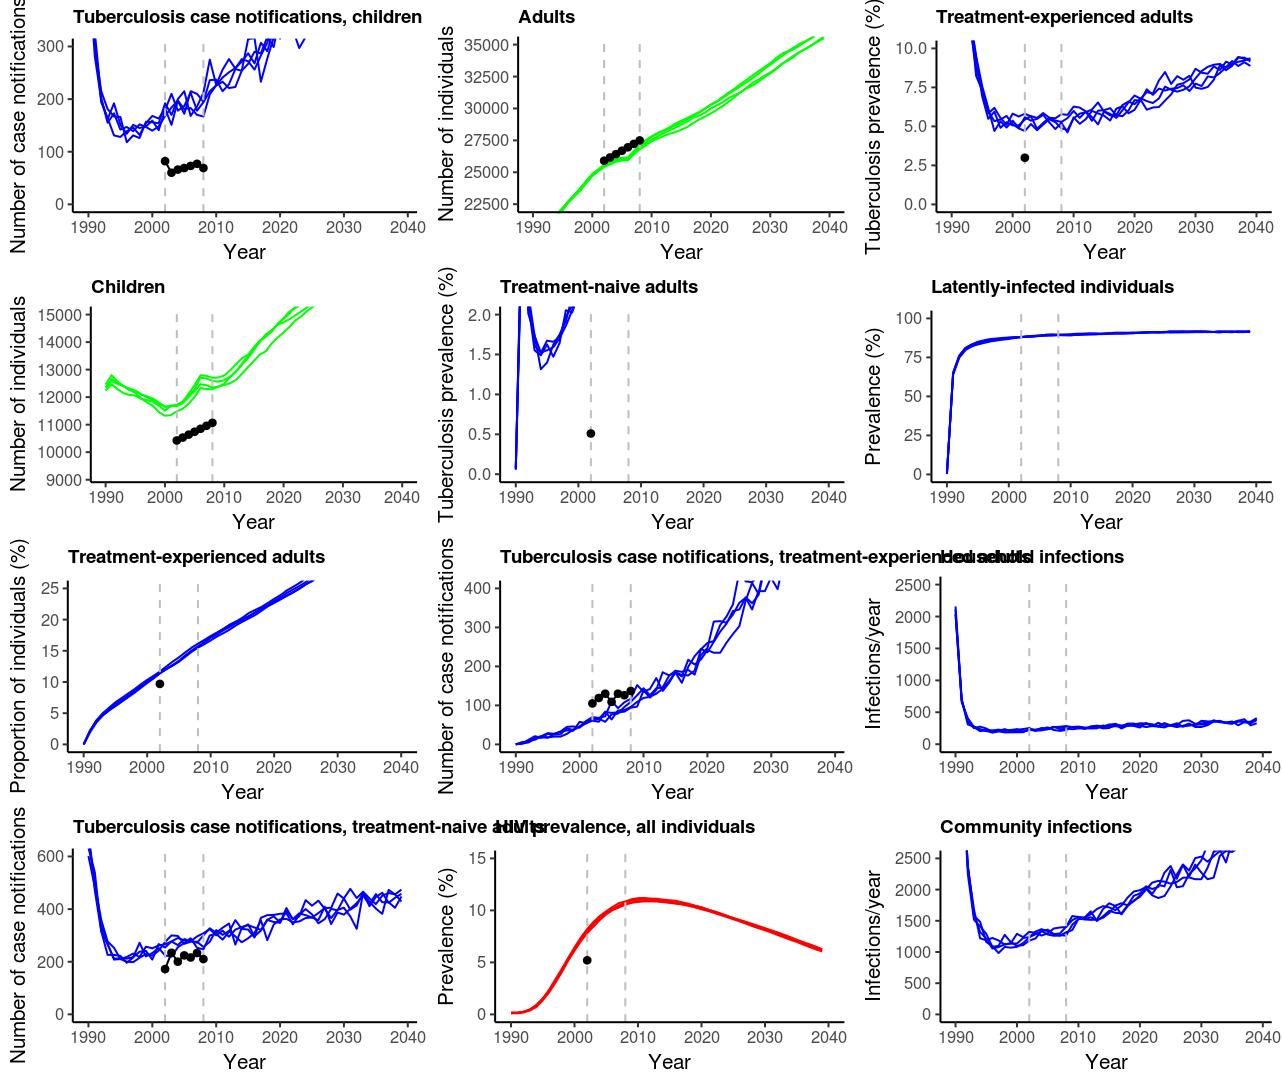 Tuberculosis case notifications, children
Number of case notifications
300
200
100
0
1990 2000 2010 2020 2030 2040
Year
Adults
Number of individuals
35000
32500
30000
27500
25000
22500
1990 2000 2010 2020 2030 2040
Year
Treatment-experienced adults
Tuberculosis prevalence (%)
10.0
7.5
5.0
2.5
0.0
1990 2000 2010 2020 2030 2040
Year
Children
Number of individuals
15000
14000
13000
12000
11000
10000
9000
1990 2000 2010 2020 2030 2040
Year
Treatment-naive adults
Tuberculosis prevalence (%)
2.0
1.5
1.0
0.5
0.0
1990 2000 2010 2020 2030 2040
Year
Latently-infected individuals
Prevalence (%)
100
75
50
25
0
1990 2000 2010 2020 2030 2040
Year
Treatment-experienced adults
Proportion of individuals (%)
25
20
15
10
5
0
1990 2000 2010 2020 2030 2040
Year
Tuberculosis case notifications, treatment-experienced adults
Number of case notifications
400
300
200
100
0
1990 2000 2010 2020 2030 2040
Year
Household infections
Infections/year
2500
2000
1500
1000
500
0
1990 2000 2010 2020 2030 2040
Year
Tuberculosis case notifications, treatment-naive adults
Number of case notifications
600
400
200
0
1990 2000 2010 2020 2030 2040
Year
HIV prevalence, all individuals
Prevalence (%)
15
10
5
0
1990 2000 2010 2020 2030 2040
Year
Community infections
Infections/year
2500
2000
1500
1000
500
0
1990 2000 2010 2020 2030 2040
Year